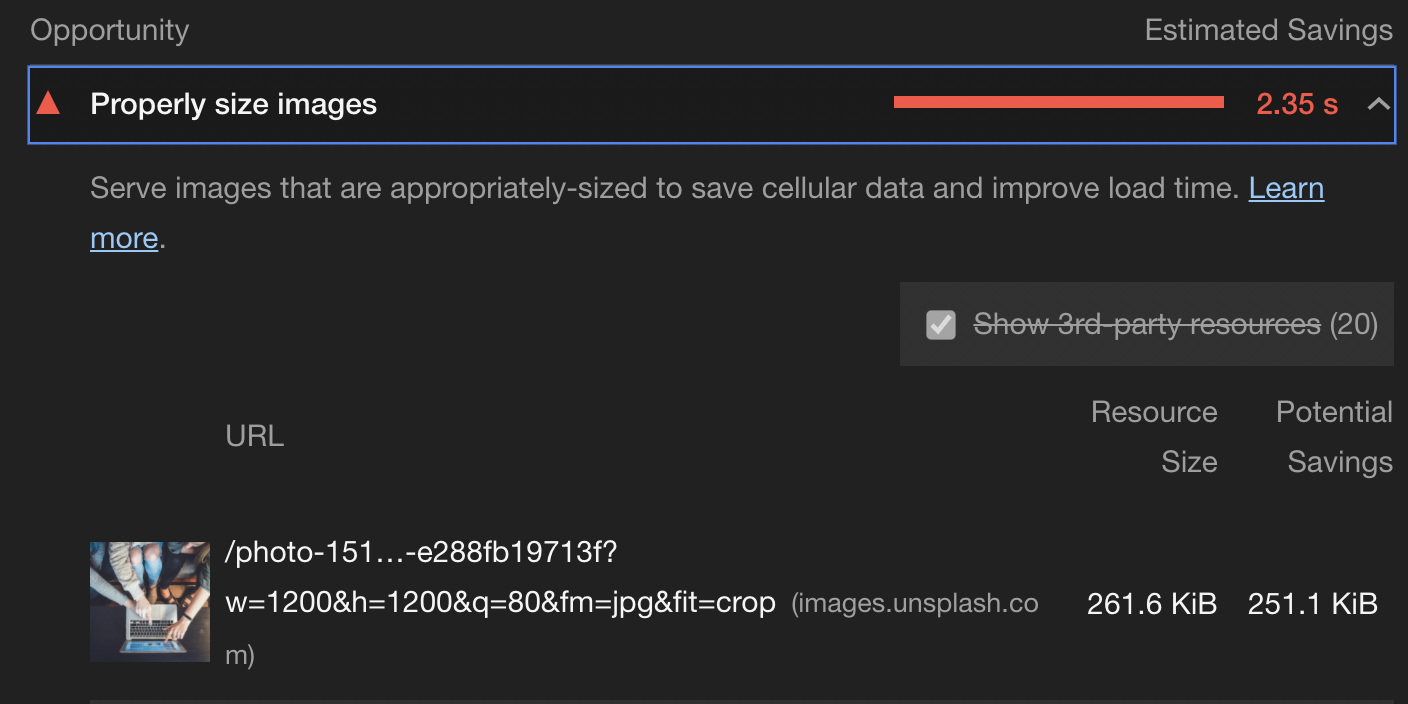 Opportunity Estimated Savings
Properly size images 2.35 s
Serve images that are appropriately-sized to save cellular data and improve load time. Learn
more.
Show 3rd-party resources (20)
URL Resource Size Potential Savings
/photo-151…-e288fb19713f?
w=1200&h=1200&q=80&fm=jpg&fit=crop (images.unsplash.co 261.6 KiB 251.1 KiB
m)